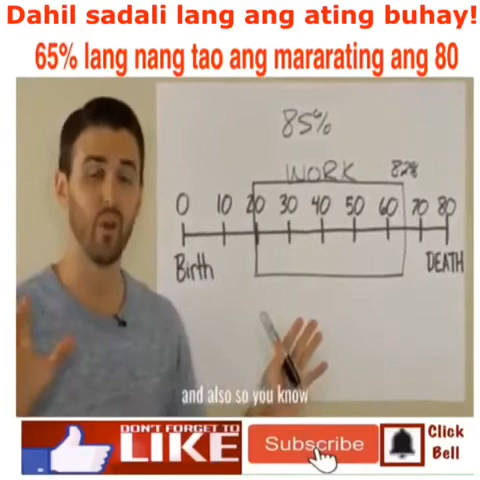 Dahil sadali lang ang ating buhay!
65% lang nang tao ang mararating ang 80
85%
WORK 82%
0 10 20 30 40 50 60 70 80
Birth DEATH
and also so you know
DON'T FORGET TO
LIKE
Subscribe
Click
Bell